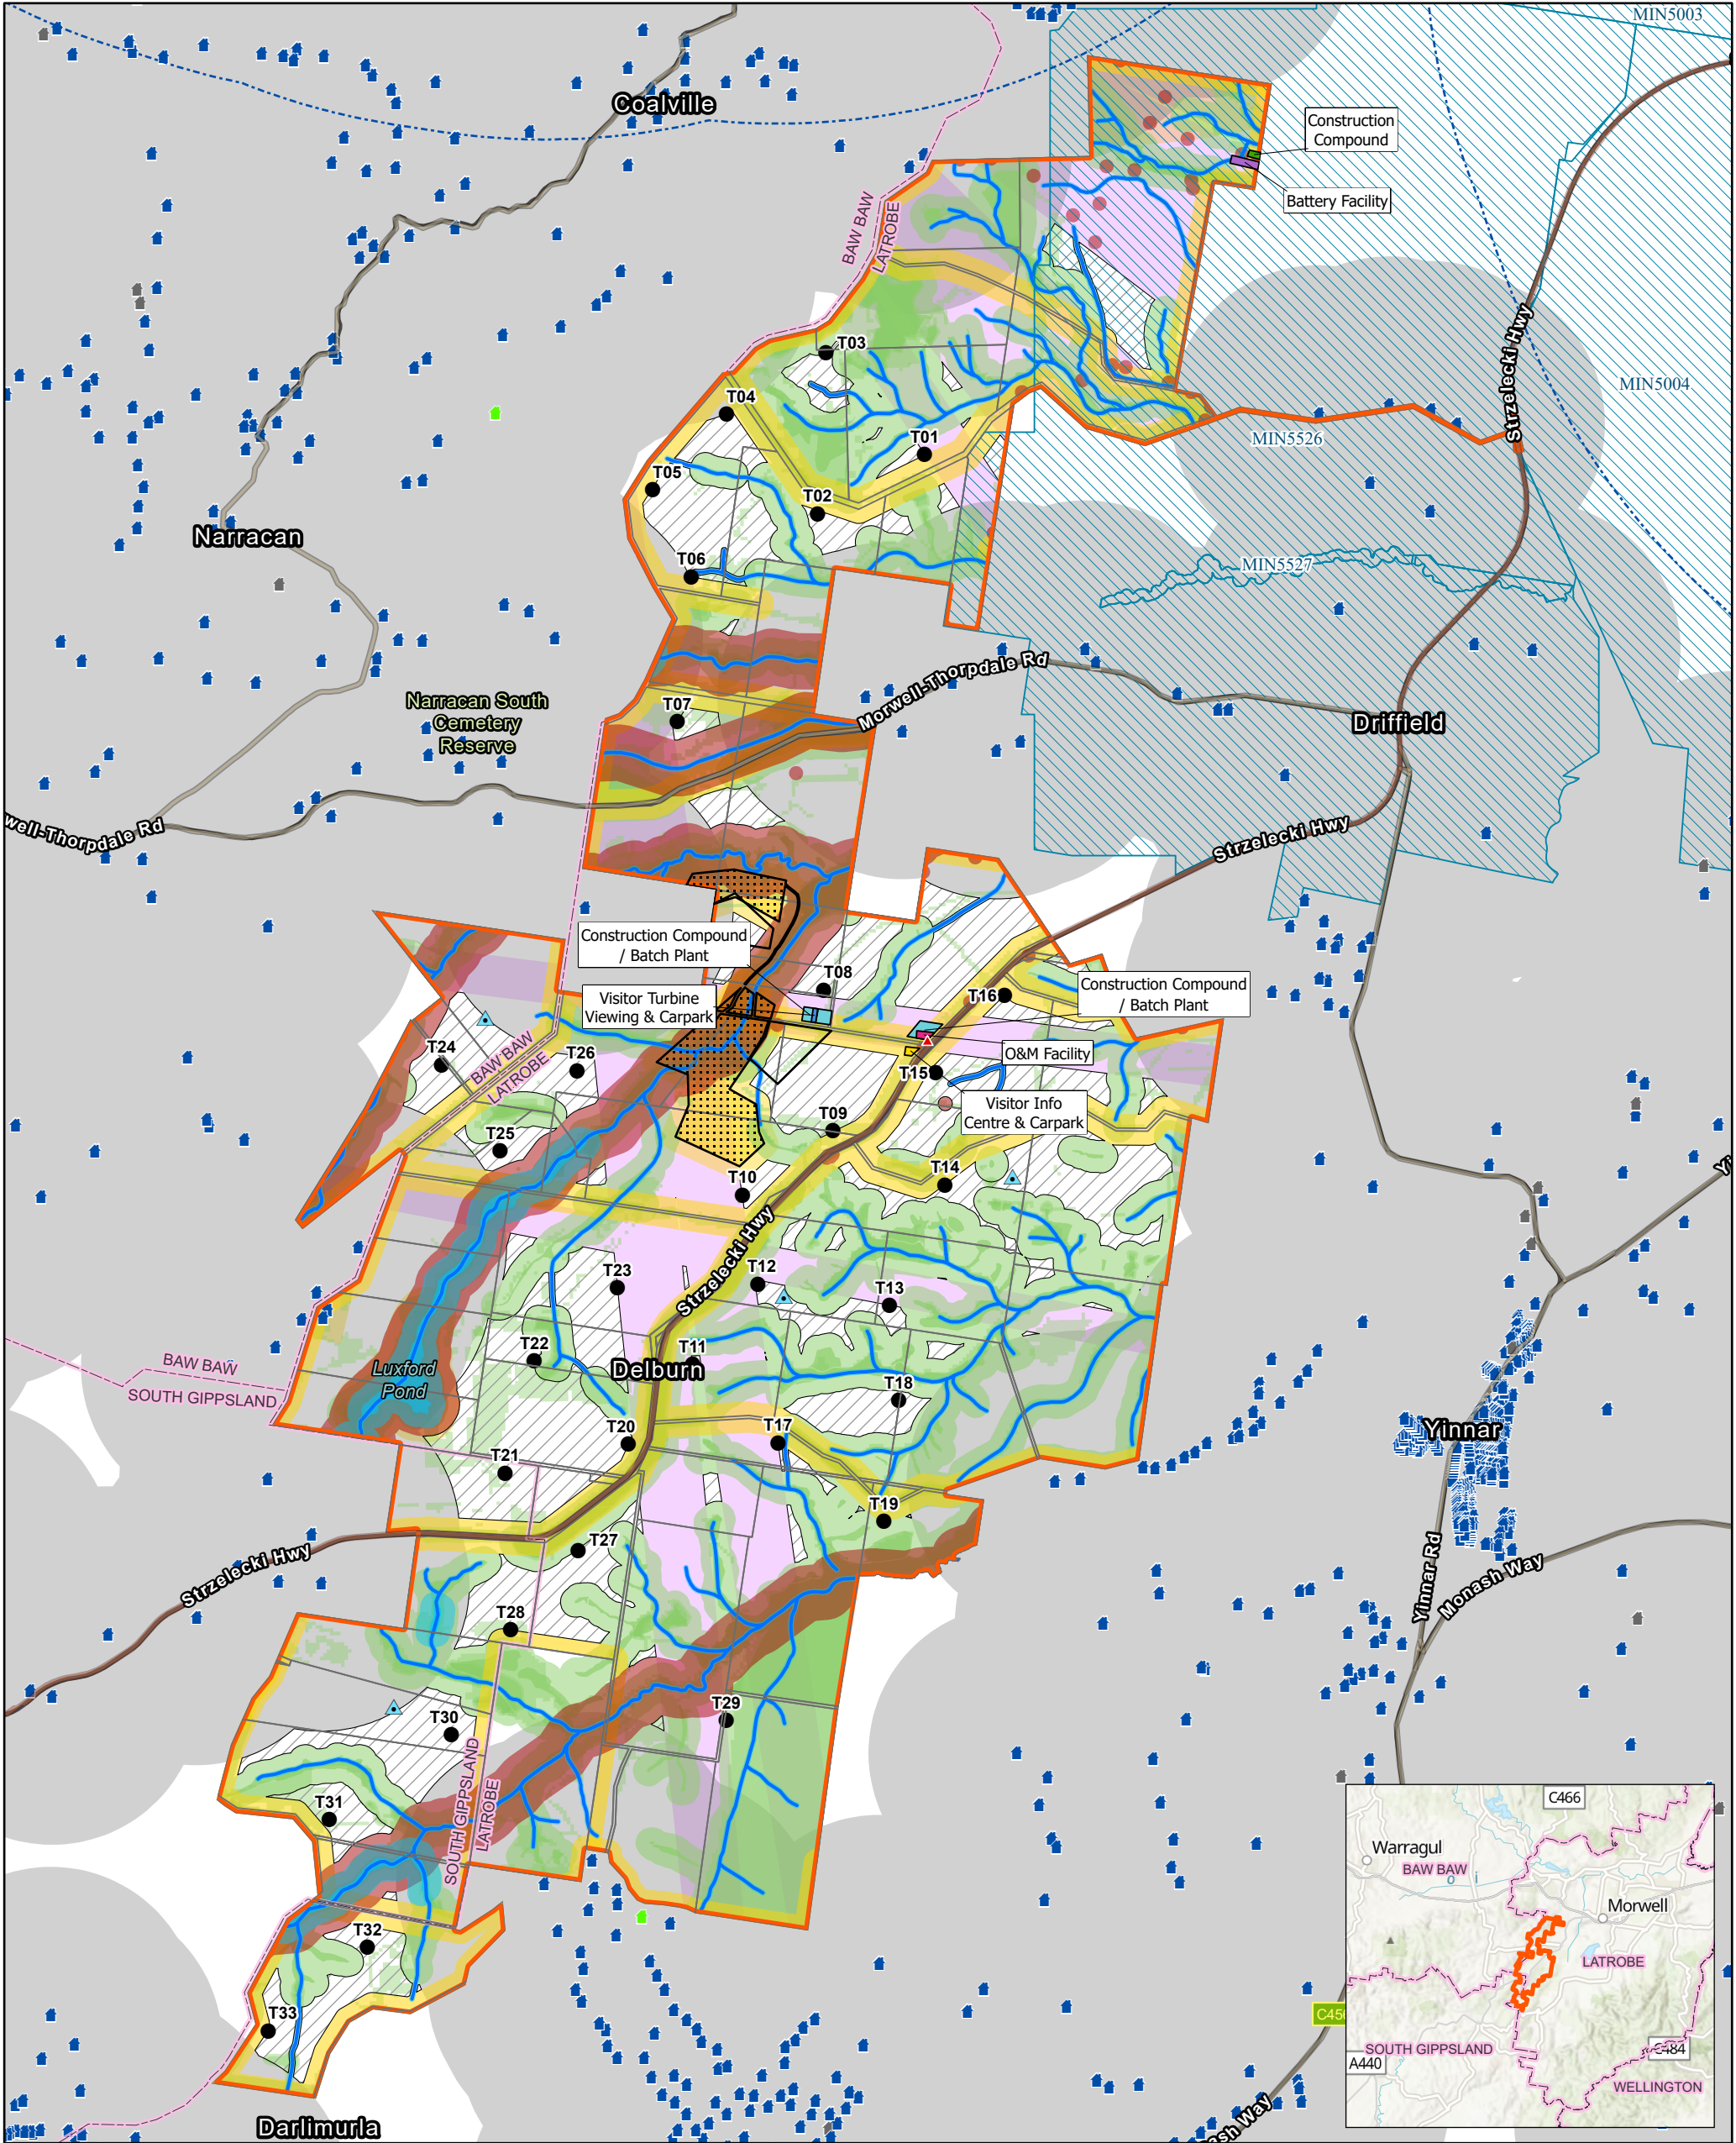 MIN5003
Coalville
Construction
Compound
Battery Facility
BAW BAW
LATROBE
T03
Strzelecki Hwy
MIN5004
T04
T01
MIN5526
T05
T02
Narracan
T06
MIN5527
Morwell-Thorpdale Rd
Narracan South
Cemetery
Reserve
T07
Driffield
well-Thorpdale Rd
Strzelecki Hwy
Construction Compound
/ Batch Plant
T08
Visitor Turbine
Viewing & Carpark
T16
Construction Compound
/ Batch Plant
T24
BAW BAW
LATROBE
T26
O&M Facility
T15
Visitor Info
Centre & Carpark
T09
T25
T14
T10
Strzelecki Hwy
T23
T12
T13
BAW BAW
SOUTH GIPPSLAND
Luxford
Pond
T22
T11
Delburn
T18
T20
T17
Yinnar
T21
T19
Strzelecki Hwy
T27
Yinnar Rd
Monash Way
T28
T29
T30
SOUTH GIPPSLAND
LATROBE
T31
C466
Warragul
BAW BAW
Morwell
LATROBE
T32
T33
SOUTH GIPPSLAND
A440
WELLINGTON
Darlimurla